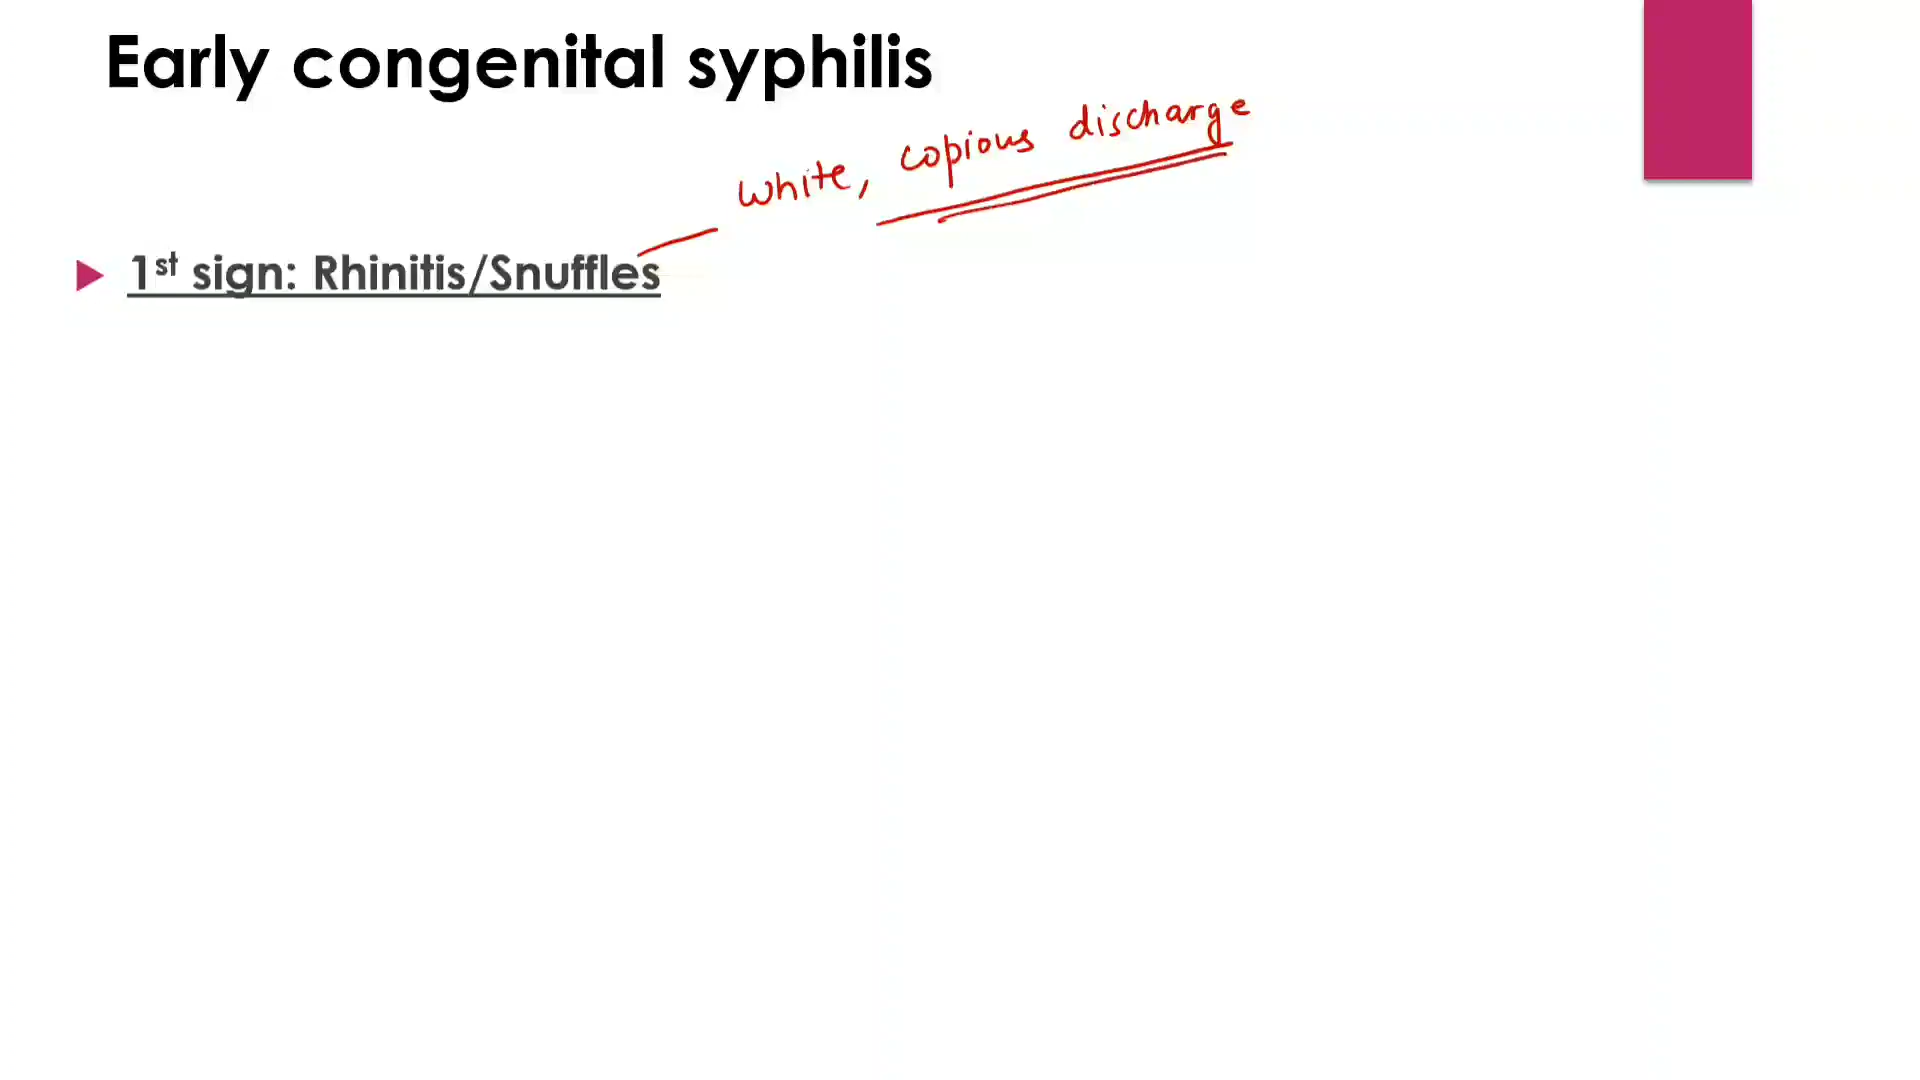 Early congenital syphilis
White, copious discharge
1st sign: Rhinitis/Snuffles